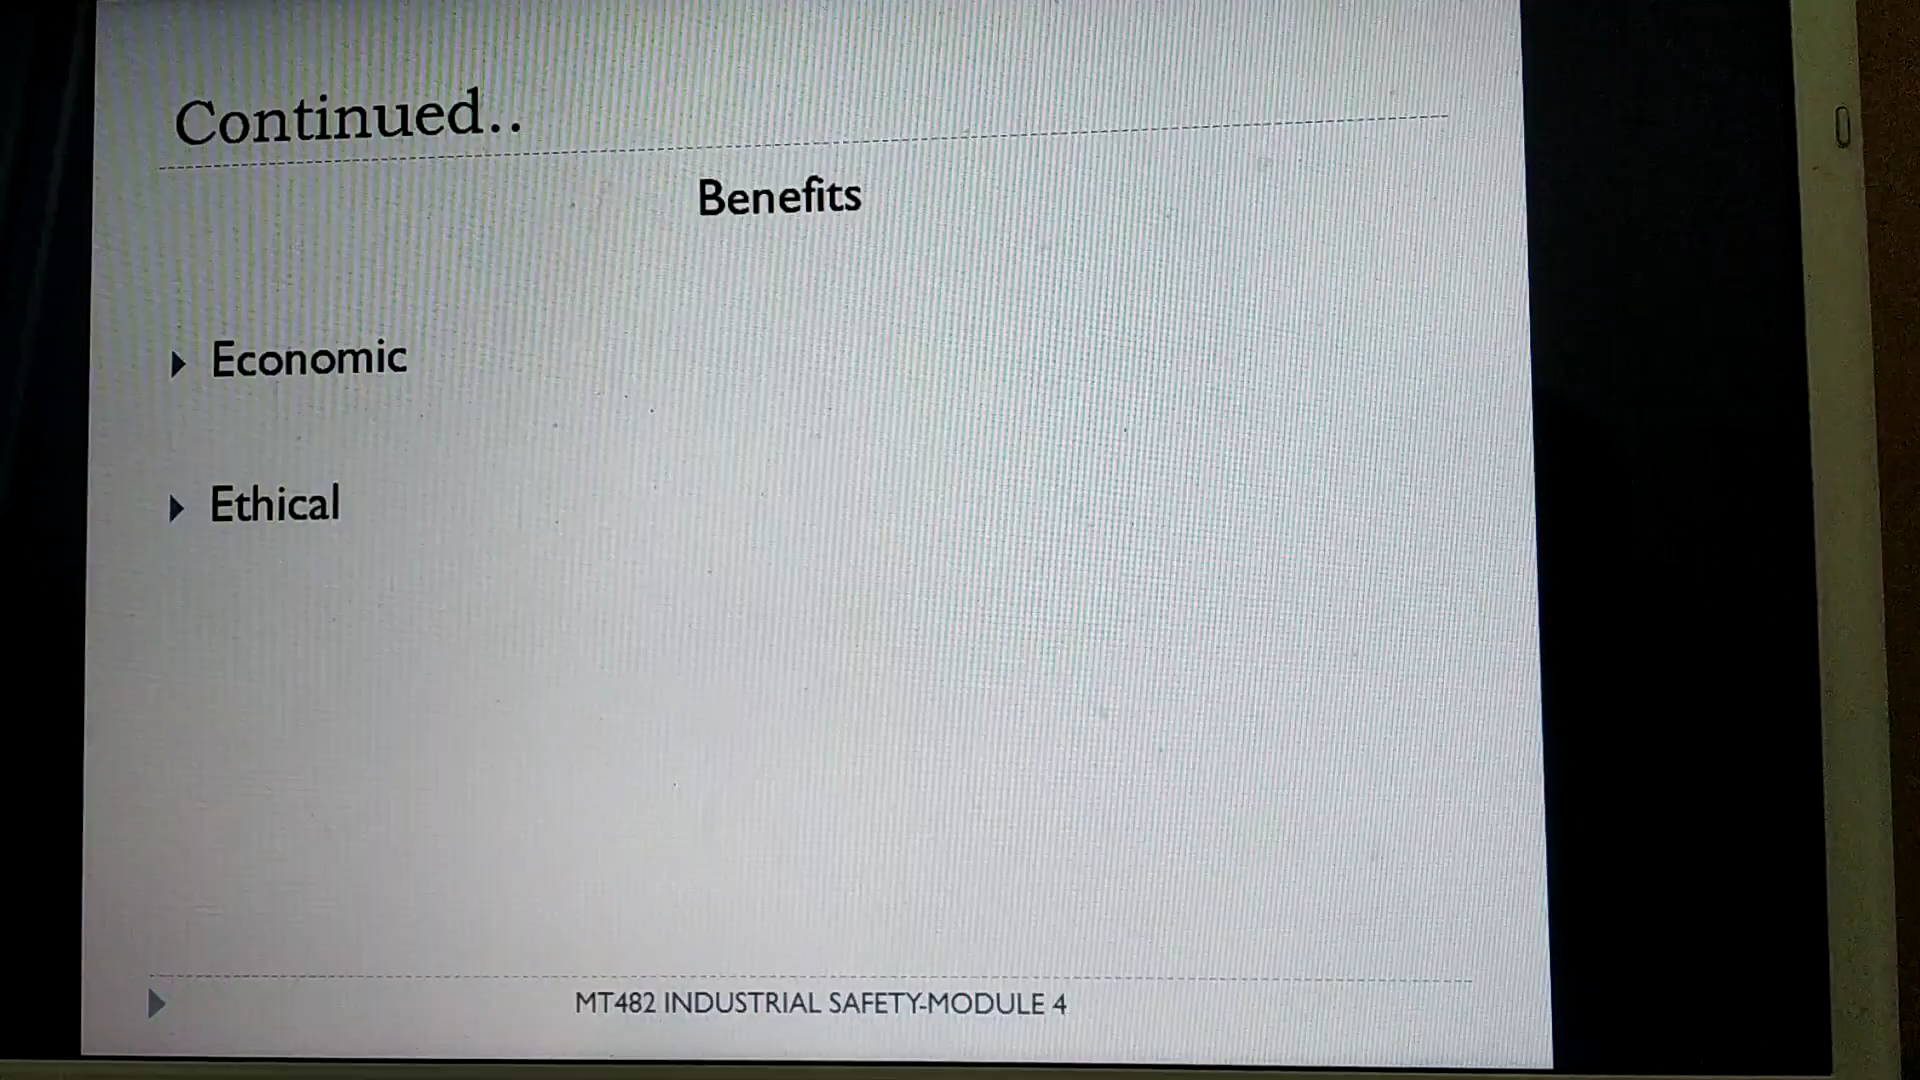 Continued..
Benefits
Economic
Ethical
MT482 INDUSTRIAL SAFETY-MODULE 4